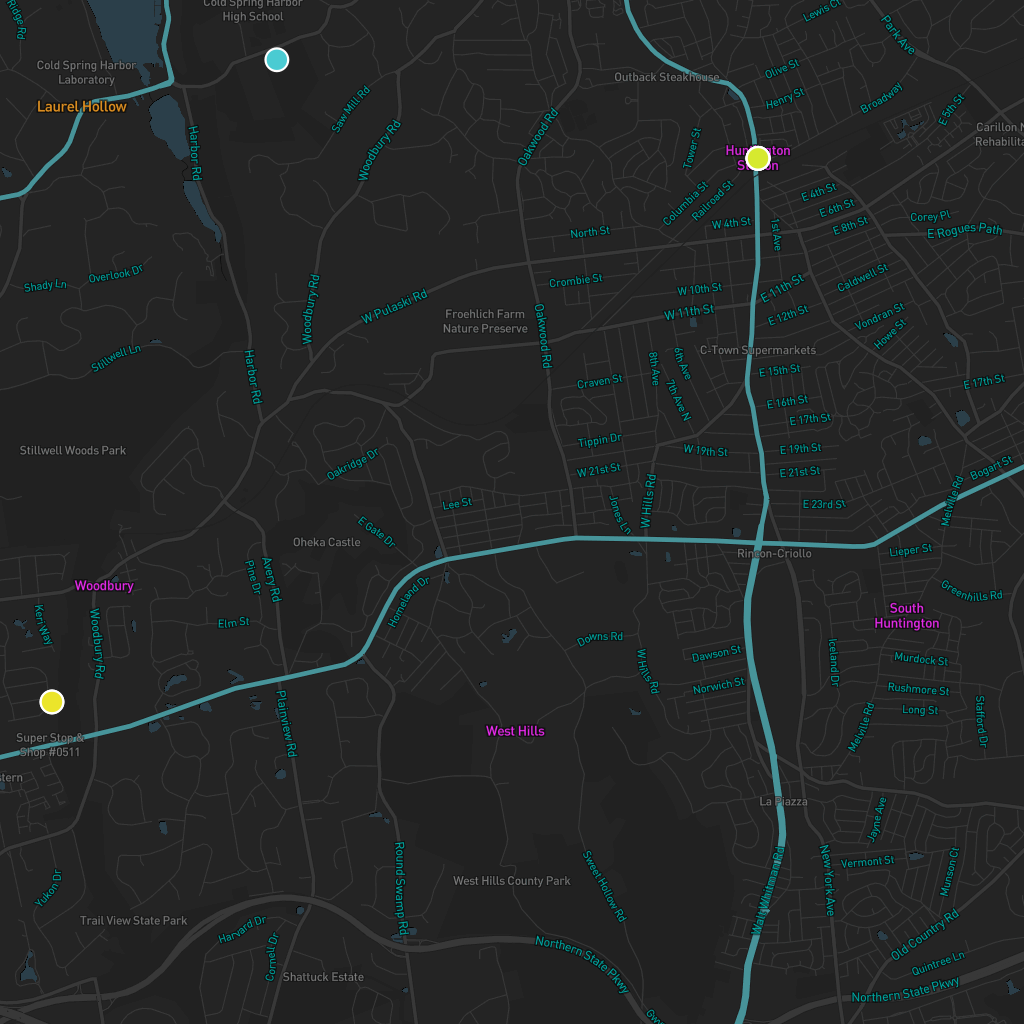 Ridge Rd
Cold Spring Harbor
High School
Lewis Ct
Park Ave
Cold Spring Harbor
Laboratory
Outback Steakhouse
Olive St
Laurel Hollow
Saw Mill Rd
Henry St
Broadway
E 5th St
Harbor Rd
Woodbury Rd
Oakwood Rd
Tower St
Carillon
Station
Columbia St
Railroad St
E 4th St
E 6th St
E 8th St
Corey Pl
E Rogues Path
North St
W 4th St
1st Ave
Shady Ln
Overlook Dr
Woodbury Rd
W Pulaski Rd
Crombie St
W 10th St
E 11th St
Caldwell St
Froehlich Farm
Nature Preserve
Oakwood Rd
W 11th St
E 12th St
Vondran St
Howe St
Stillwell Ln
Harbor Rd
C-Town Supermarkets
8th Ave
6th Ave
7th Ave N
Craven St
E 15th St
E 17th St
E 16th St
E 17th St
Stillwell Woods Park
Oakridge Dr
Tippin Dr
W 19th St
E 19th St
W 21st St
E 21st St
Bogart St
Lee St
Jones Ln
W Hills Rd
E 23rd St
Melville Rd
E Gate Dr
Oheka Castle
Rincon-Criollo
Lieper St
Woodbury
Pine Dr
Avery Rd
Homeland Dr
Greenhills Rd
South
Huntington
Keri Way
Woodbury Rd
Elm St
Downs Rd
W Hills Rd
Dawson St
Iceland Dr
Murdock St
Norwich St
Rushmore St
Long St
Stafford Dr
Melville Rd
Plainview Rd
West Hills
Super Stop &
Shop #0511
stern
La Piazza
Jayne Ave
Yukon Dr
Round Swamp Rd
West Hills County Park
Sweet Hollow Rd
Walt Whitman Rd
New York Ave
Vermont St
Munson Ct
Trail View State Park
Harvard Dr
Cornall Dr
Shattuck Estate
Northern State Pkwy
Old Country Rd
Quintree Ln
Northern State Pkwy